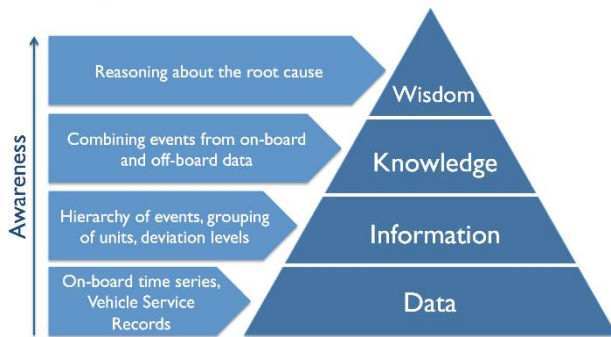 Awareness
Reasoning about the root cause
Wisdom
Combining events from on-board
and off-board data
Knowledge
Hierarchy of events, grouping
of units, deviation levels
Information
On-board time series,
Vehicle Service
Records
Data